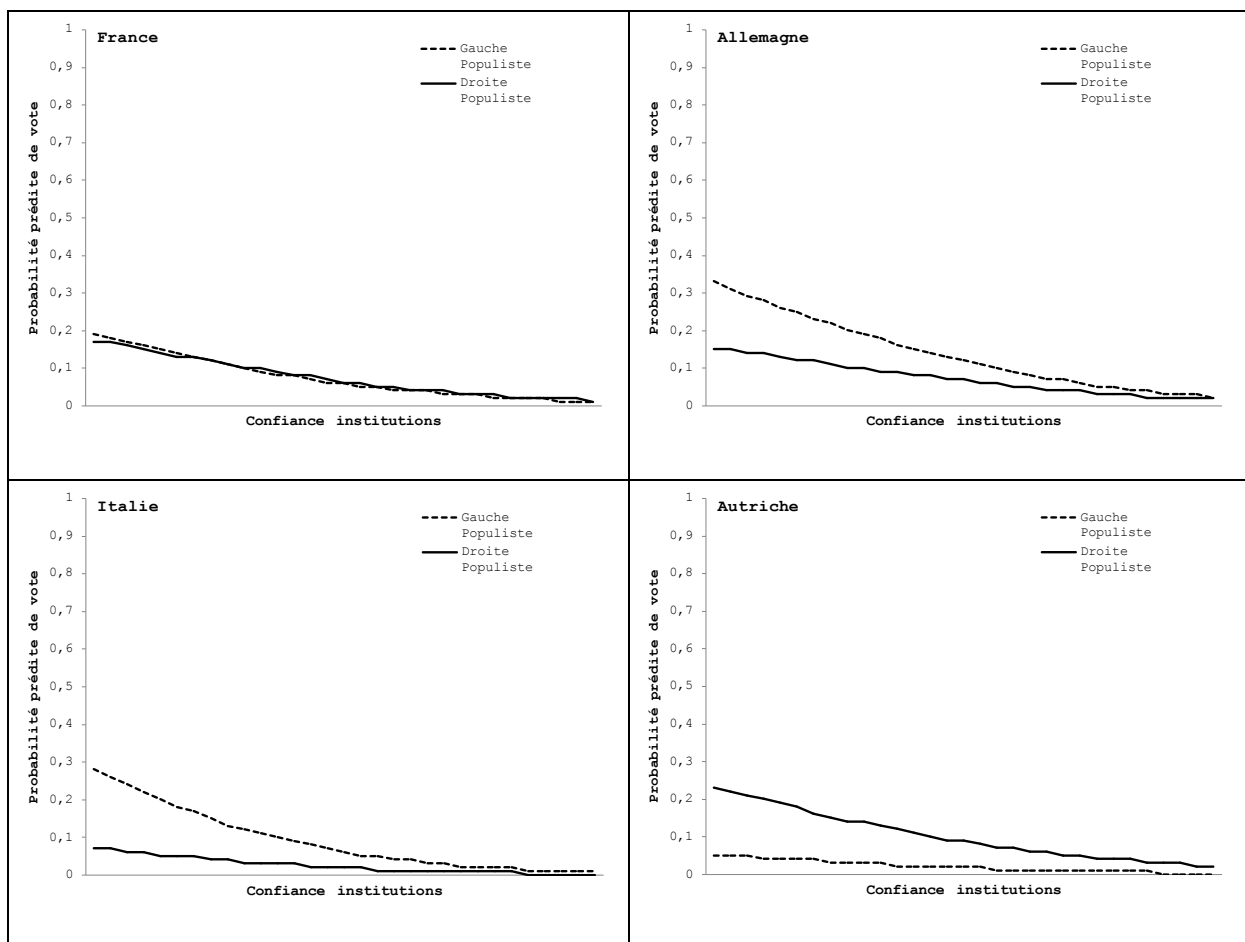 France
Gauche
Populiste
Droite
Populiste
Probabilité prédite de vote
1
0,9
0,8
0,7
0,6
0,5
0,4
0,3
0,2
0,1
0
Confiance institutions
Allemagne
Gauche
Populiste
Droite
Populiste
Probabilité prédite de vote
1
0,9
0,8
0,7
0,6
0,5
0,4
0,3
0,2
0,1
0
Confiance institutions
Italie
Gauche
Populiste
Droite
Populiste
Probabilité prédite de vote
1
0,9
0,8
0,7
0,6
0,5
0,4
0,3
0,2
0,1
0
Confiance institutions
Autriche
Gauche
Populiste
Droite
Populiste
Probabilité prédite de vote
1
0,9
0,8
0,7
0,6
0,5
0,4
0,3
0,2
0,1
0
Confiance institutions